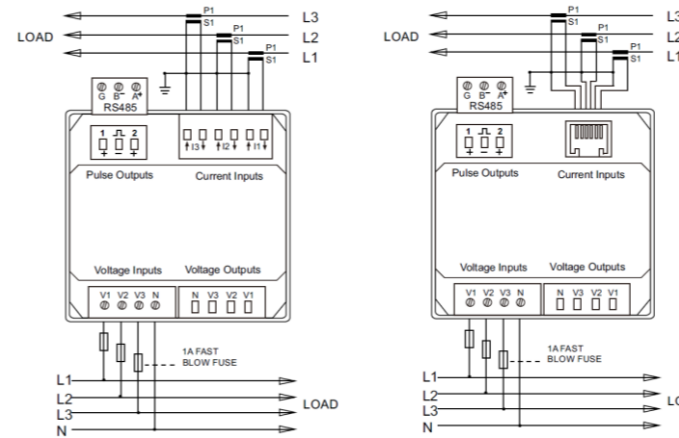 P1
L3
S1
P1
L2
LOAD
S1
P1
L1
S1
G B- A+
RS485
1 2
+ − +
I3 I2 I1
Pulse Outputs Current Inputs
Voltage Inputs Voltage Outputs
V1 V2 V3 N N V3 V2 V1
1A FAST
BLOW FUSE
L1
L2
L3
LOAD
N
P1
L3
S1
P1
L2
LOAD
S1
P1
L1
S1
G B- A+
RS485
1 2
+ − +
Pulse Outputs Current Inputs
Voltage Inputs Voltage Outputs
V1 V2 V3 N N V3 V2 V1
1A FAST
BLOW FUSE
L1
L2
L3
LO
N